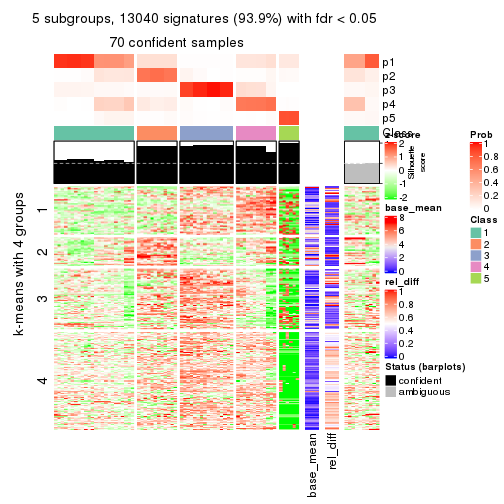 5 subgroups, 13040 signatures (93.9%) with fdr < 0.05
70 confident samples
p1
p2
p3
p4
p5
Class
z-score
2
1
0
-1
-2
Silhouette
score
Prob
1
0.8
0.6
0.4
0.2
0
k-means with 4 groups
1
2
3
4
base_mean
8
6
4
2
0
Class
1
2
3
4
5
rel_diff
1
0.8
0.6
0.4
0.2
0
Status (barplots)
confident
ambiguous
base_mean
rel_diff